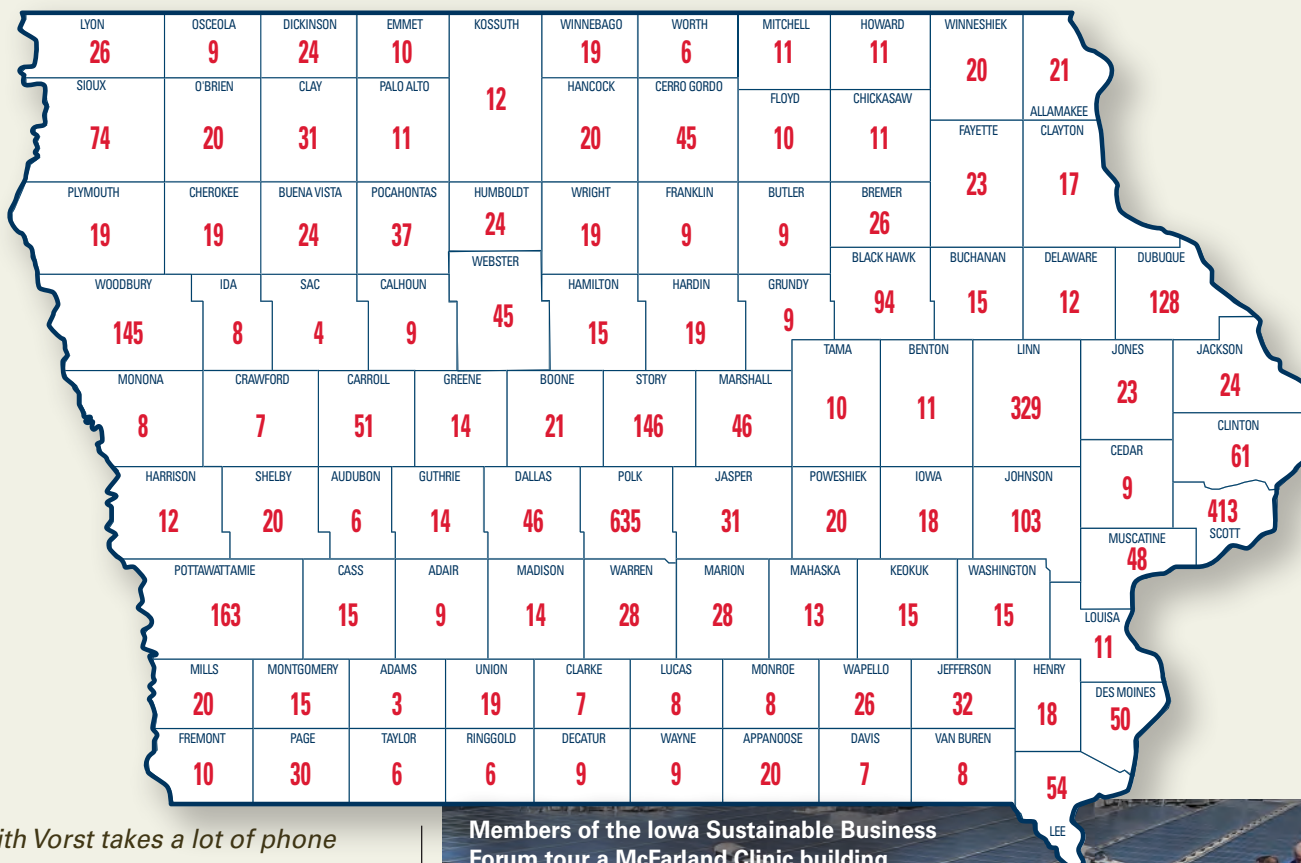 LYON OSCEOLA DICKINSON EMMET KOSSUTH WINNEBAGO WORTH MITCHELL HOWARD WINNESHIEK
26 9 24 10 12 19 6 11 11 20 21
ALLAMAKEE
SIOUX O'BRIEN CLAY PALO ALTO HANCOCK CERRO GORDO FLOYD CHICKASAW
74 20 31 11 20 45 10 11
FAYETTE CLAYTON
23 17
PLYMOUTH CHEROKEE BUENA VISTA POCAHONTAS HUMBOLDT WRIGHT FRANKLIN BUTLER BREMER
19 19 24 37 24 19 9 9 26
WEBSTER BLACK HAWK BUCHANAN DELAWARE DUBUQUE
45 94 15 12 128
WOODBURY IDA SAC CALHOUN HAMILTON HARDIN GRUNDY
145 8 4 9 15 19 9
TAMA BENTON LINN JONES JACKSON
10 11 329 23 24
MONONA CRAWFORD CARROLL GREENE BOONE STORY MARSHALL
8 7 51 14 21 146 46
CLINTON
61
CEDAR
9
HARRISON SHELBY AUDUBON GUTHRIE DALLAS POLK JASPER POWESHIEK IOWA JOHNSON
12 20 6 14 46 635 31 20 18 103
413
SCOTT
MUSCATINE
48
POTTAWATTAMIE CASS ADAIR MADISON WARREN MARION MAHASKA KEOKUK WASHINGTON
163 15 9 14 28 28 13 15 15
LOUISA
11
MILLS MONTGOMERY ADAMS UNION CLARKE LUCAS MONROE WAPELLO JEFFERSON HENRY
20 15 3 19 7 8 8 26 32 18
DES MOINES
50
FREMONT PAGE TAYLOR RINGGOLD DECATUR WAYNE APPANOOSE DAVIS VAN BUREN
10 30 6 6 9 9 20 7 8
54
LEE
ith Vorst takes a lot of phone
Members of the Iowa Sustainable Business
Forum tour a McFarland Clinic building